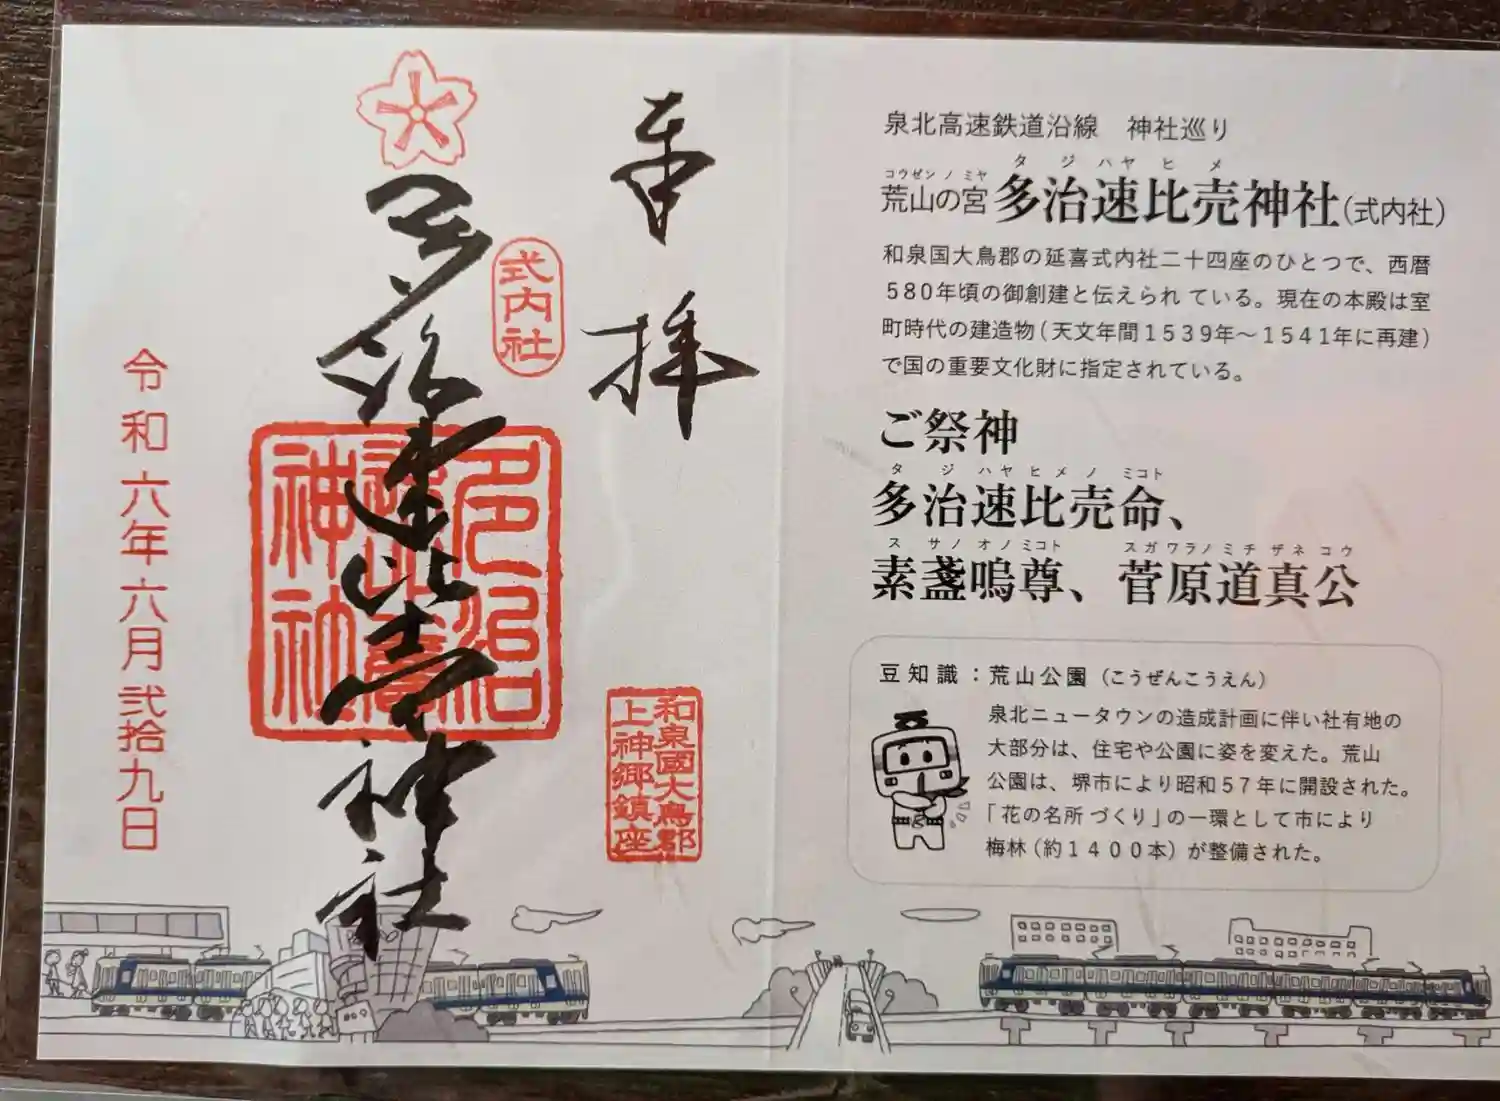 奉拝
式内社
多治速比売神社
多治速比売神社
和泉國大鳥郡
上神郷鎮座
令和六年六月弐拾九日
泉北高速鉄道沿線 神社巡り
コウゼンノミヤ タジハヤヒメ
荒山の宮 多治速比売神社(式内社)
和泉国大鳥郡の延喜式内社二十四座のひとつで、西暦
580年頃の御創建と伝えられている。現在の本殿は室
町時代の建造物(天文年間1539年〜1541年に再建)
で国の重要文化財に指定されている。
ご祭神
タジハヤヒメノミコト
多治速比売命、
スサノオノミコト スガワラノミチザネコウ
素盞嗚尊、菅原道真公
豆知識:荒山公園(こうぜんこうえん)
泉北ニュータウンの造成計画に伴い社有地の
大部分は、住宅や公園に姿を変えた。荒山
公園は、堺市により昭和57年に開設された。
「花の名所づくり」の一環として市により
梅林(約1400本)が整備された。